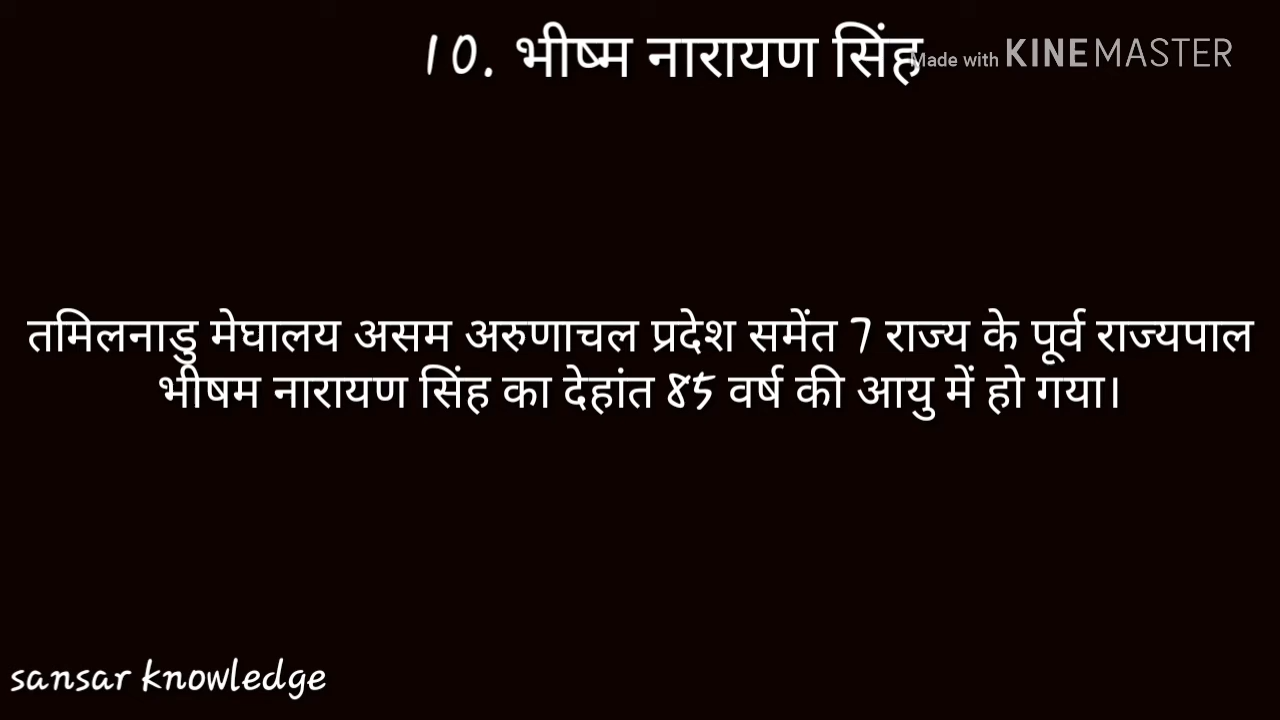 10. भीष्म नारायण सिंह
Made with KINEMASTER
तमिलनाडु मेघालय असम अरुणाचल प्रदेश समेंत 7 राज्य के पूर्व राज्यपाल
भीषम नारायण सिंह का देहांत 85 वर्ष की आयु में हो गया।
sansar knowledge